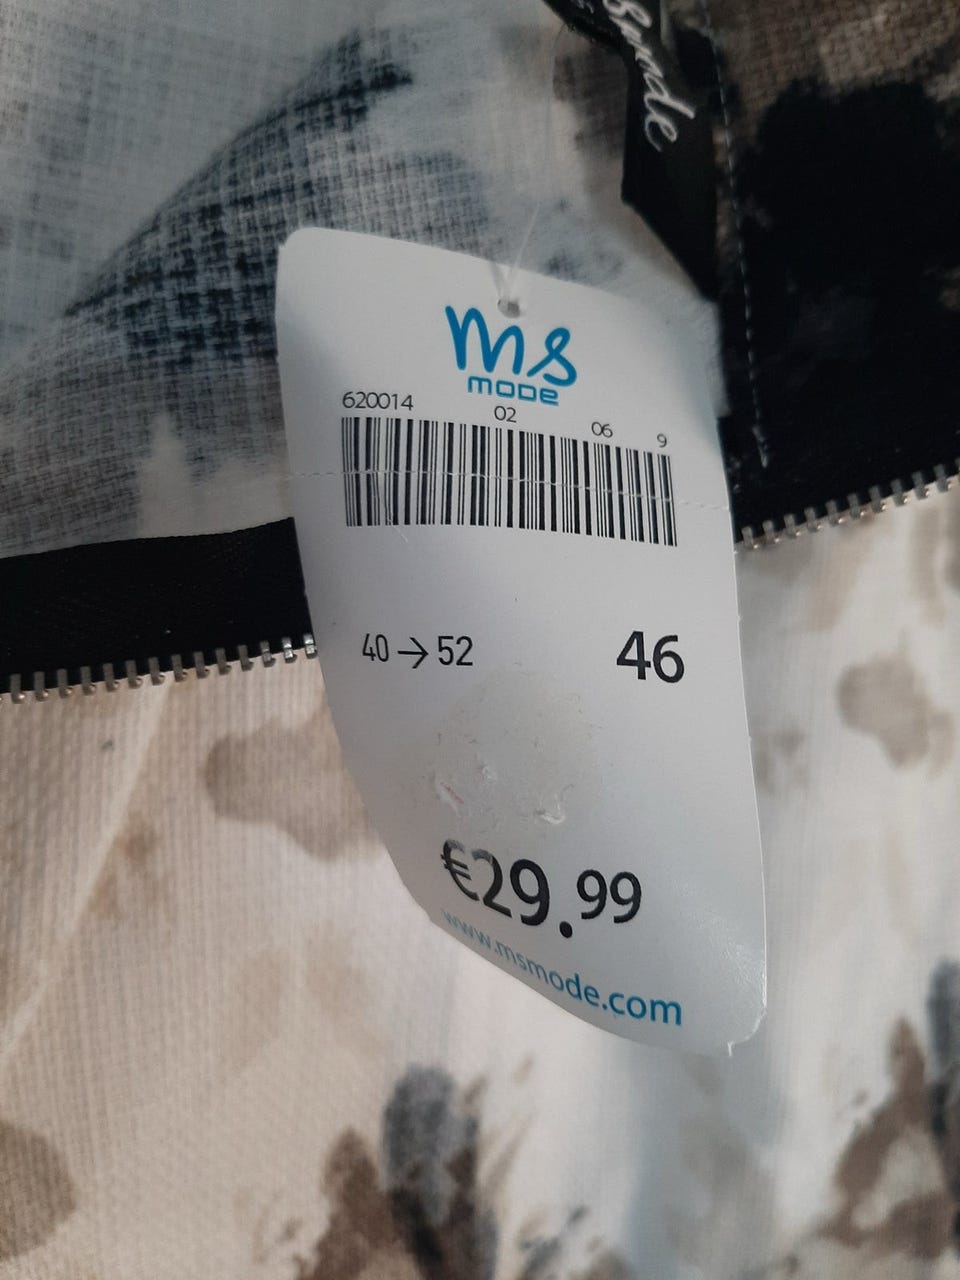 ms
mode
620014 02 06 9
40 → 52 46
€29.99
www.msmode.com